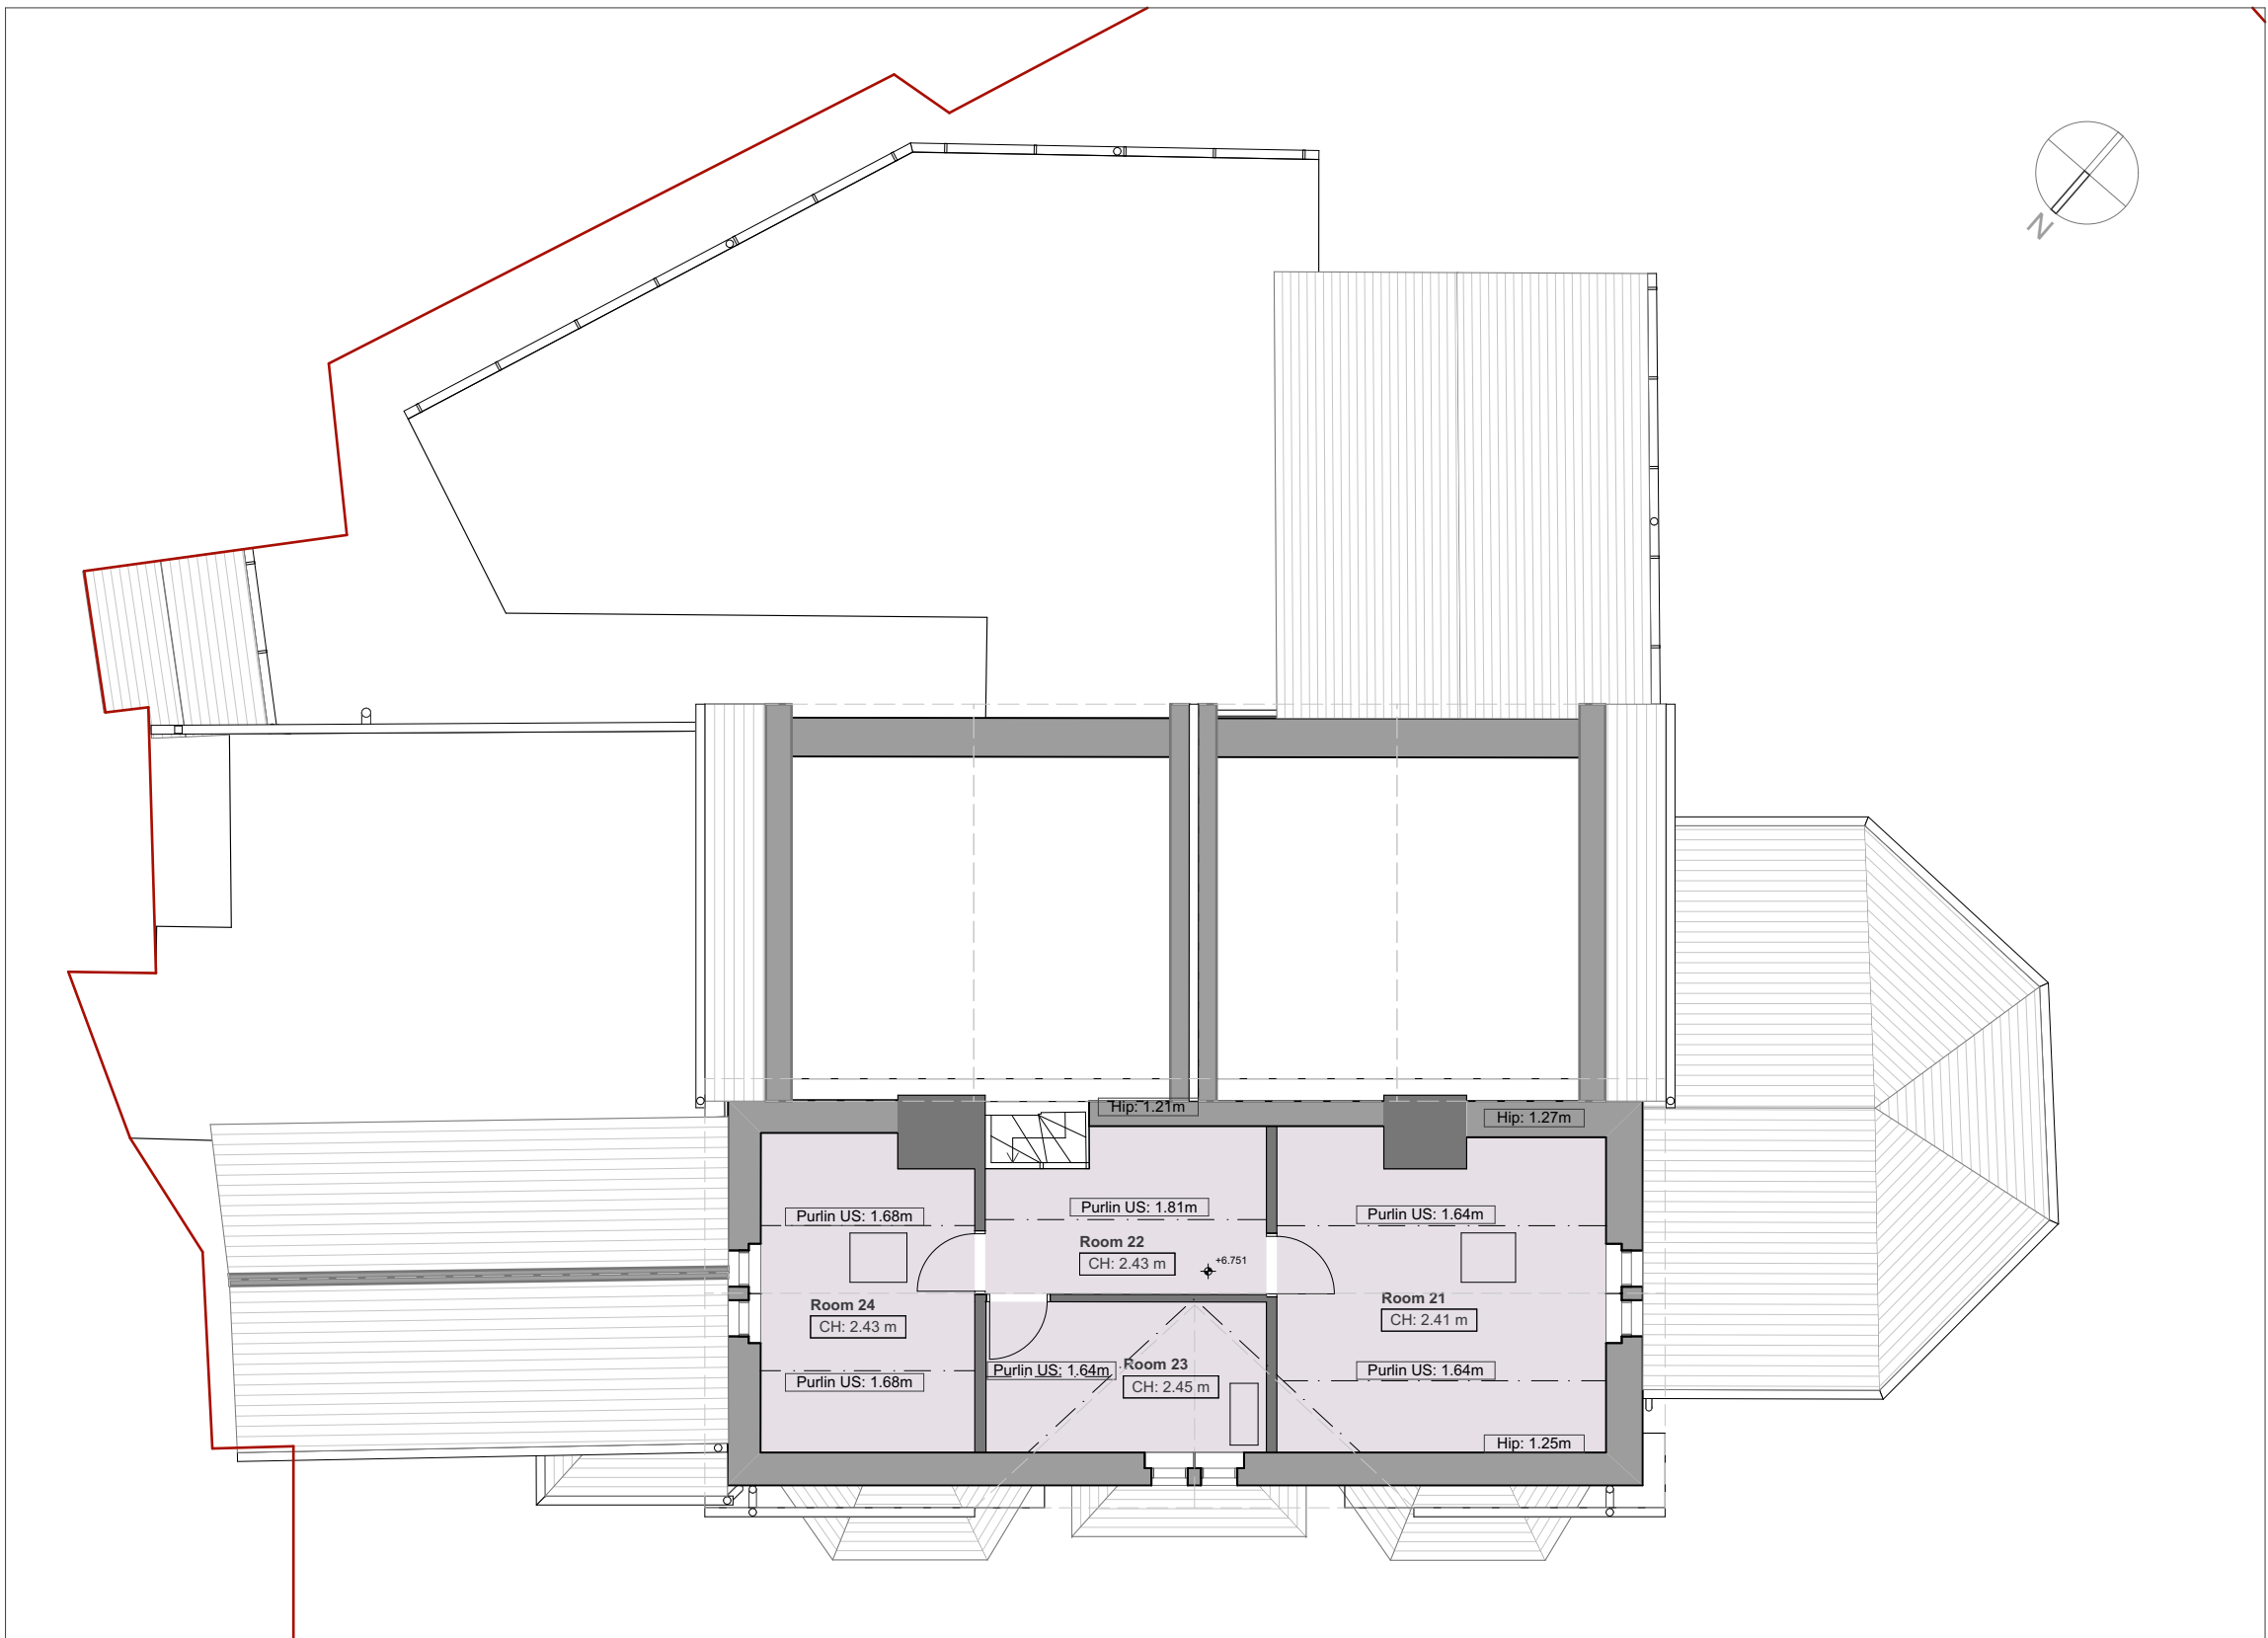 N
Hip: 1.21m
Hip: 1.27m
Purlin US: 1.68m
Purlin US: 1.81m
Purlin US: 1.64m
Room 22
CH: 2.43 m
+6.751
Room 24
CH: 2.43 m
Room 21
CH: 2.41 m
Purlin US: 1.68m
Purlin US: 1.64m
Room 23
CH: 2.45 m
Purlin US: 1.64m
Hip: 1.25m